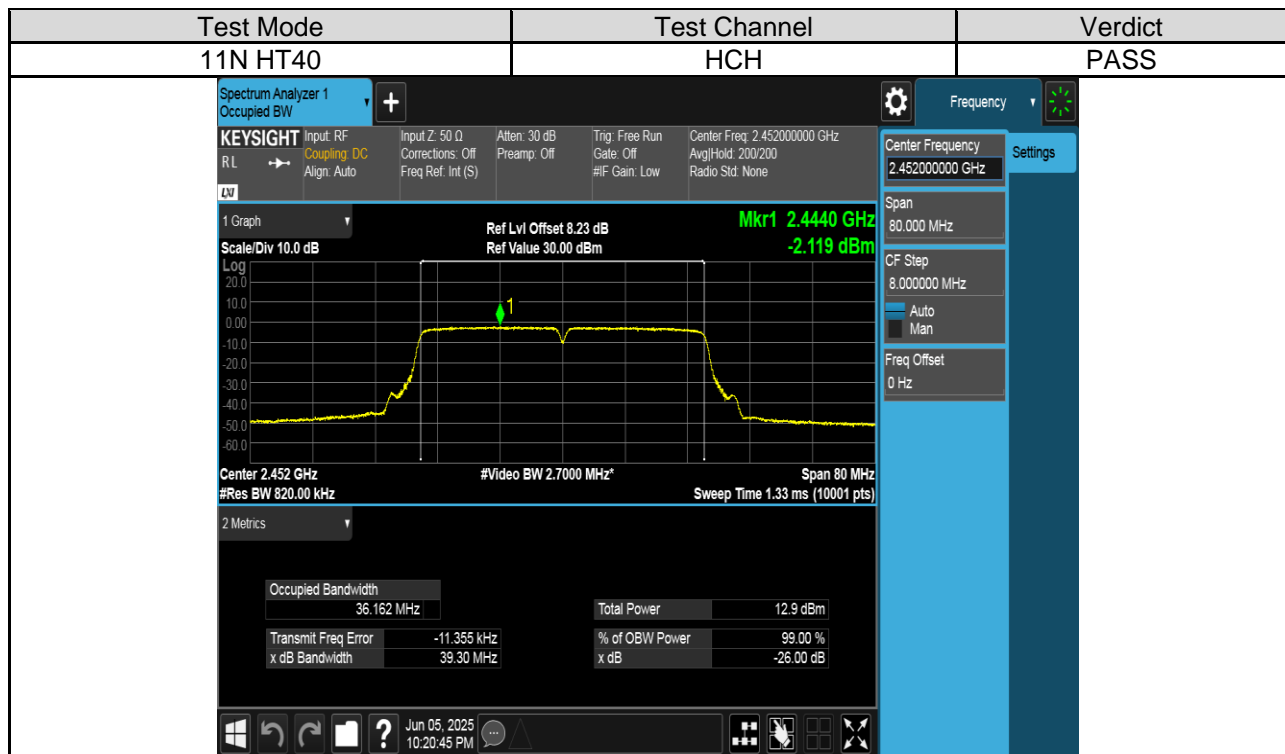 Test Mode Test Channel Verdict
11N HT40 HCH PASS
Spectrum Analyzer 1
Occupied BW
+
Frequency
KEYSIGHT Input: RF Input Z: 50 Ω Atten: 30 dB Trig: Free Run Center Freq: 2.452000000 GHz
RL Coupling: DC Corrections: Off Preamp: Off Gate: Off Avg|Hold: 200/200
Align: Auto Freq Ref: Int (S) #IF Gain: Low Radio Std: None
LXI
Center Frequency
2.452000000 GHz
Settings
Span
80.000 MHz
CF Step
8.000000 MHz
Auto
Man
Freq Offset
0 Hz
1 Graph
Ref Lvl Offset 8.23 dB
Mkr1 2.4440 GHz
Scale/Div 10.0 dB
Ref Value 30.00 dBm
-2.119 dBm
Log
20.0
10.0
1
0.00
-10.0
-20.0
-30.0
-40.0
-50.0
-60.0
Center 2.452 GHz #Video BW 2.7000 MHz* Span 80 MHz
#Res BW 820.00 kHz Sweep Time 1.33 ms (10001 pts)
2 Metrics
Occupied Bandwidth
36.162 MHz Total Power 12.9 dBm
Transmit Freq Error -11.355 kHz % of OBW Power 99.00 %
x dB Bandwidth 39.30 MHz x dB -26.00 dB
?
Jun 05, 2025
10:20:45 PM